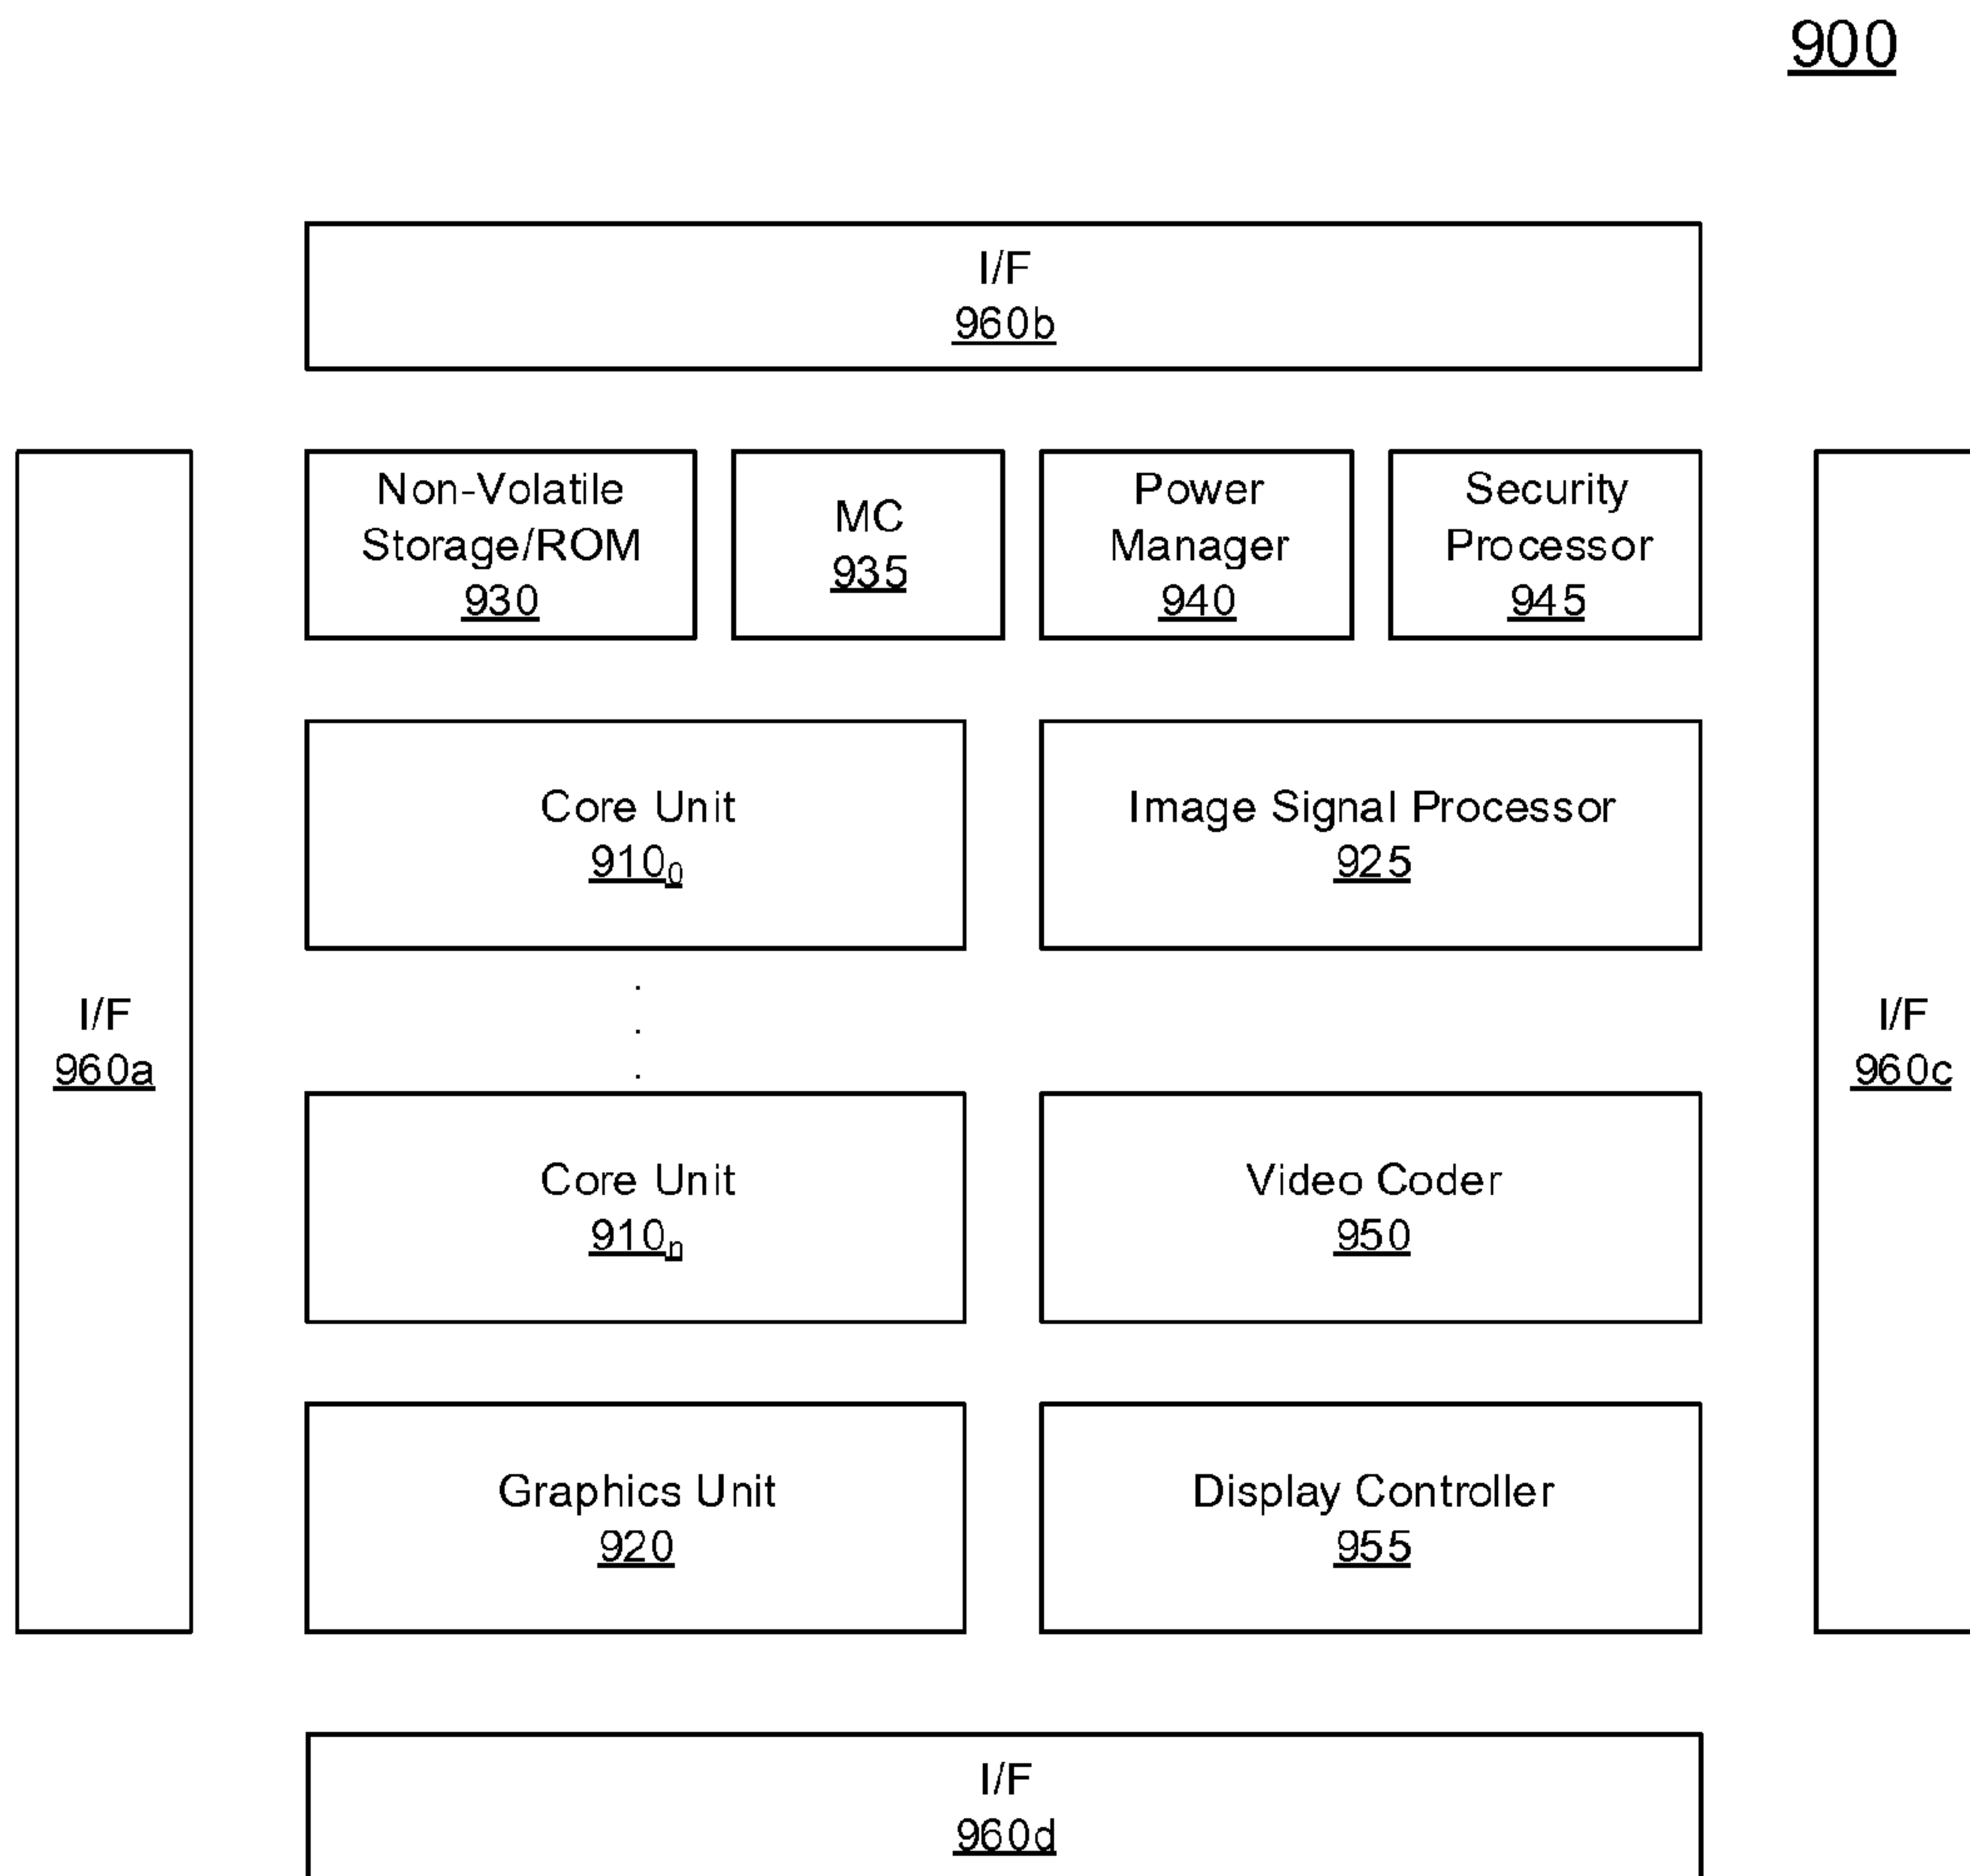 900
I/F
960b
Non-Volatile
Storage/ROM
930
MC
935
Power
Manager
940
Security
Processor
945
Core Unit
910₀
Image Signal Processor
925
.
.
.
I/F
960a
Core Unit
910ₙ
Video Coder
950
I/F
960c
Graphics Unit
920
Display Controller
955
I/F
960d